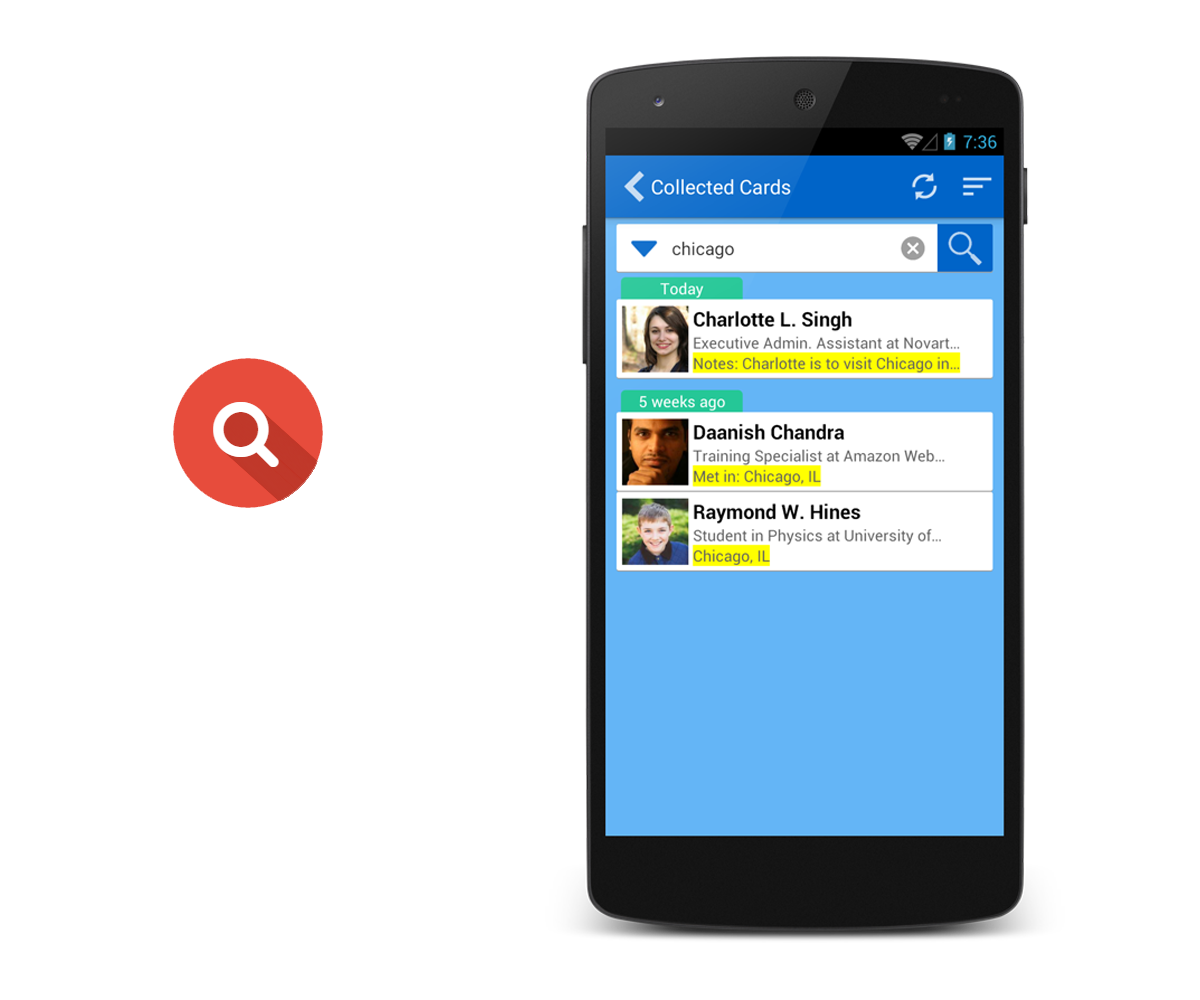 7:36
Collected Cards
chicago
Today
Charlotte L. Singh
Executive Admin. Assistant at Novart...
Notes: Charlotte is to visit Chicago in...
5 weeks ago
Daanish Chandra
Training Specialist at Amazon Web...
Met in: Chicago, IL
Raymond W. Hines
Student in Physics at University of...
Chicago, IL